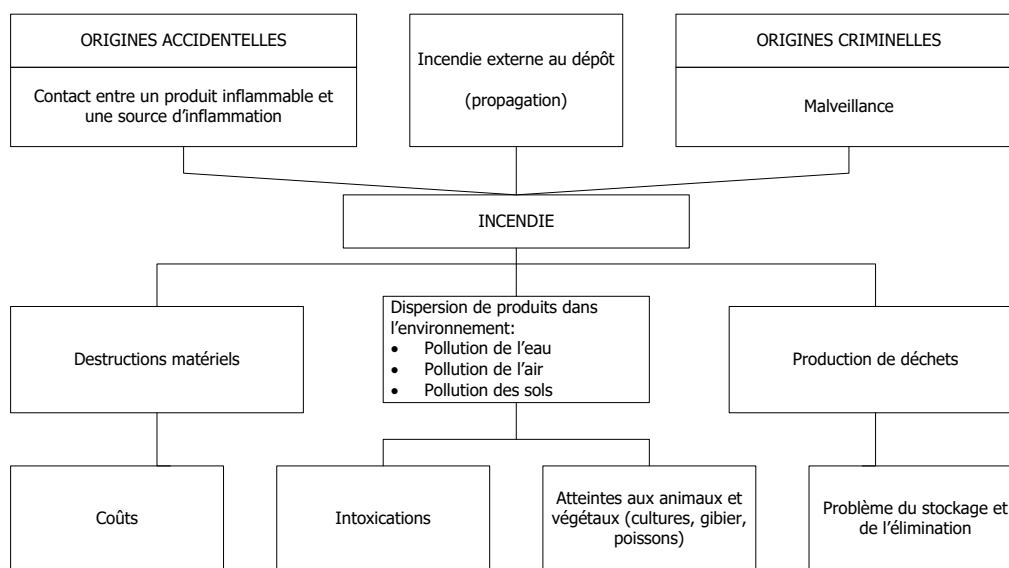 ORIGINES ACCIDENTELLES
Contact entre un produit inflammable et
une source d'inflammation
Incendie externe au dépôt
(propagation)
ORIGINES CRIMINELLES
Malveillance
INCENDIE
Destructions matériels
Dispersion de produits dans
l'environnement:
• Pollution de l'eau
• Pollution de l'air
• Pollution des sols
Production de déchets
Coûts
Intoxications
Atteintes aux animaux et
végétaux (cultures, gibier,
poissons)
Problème du stockage et
de l'élimination